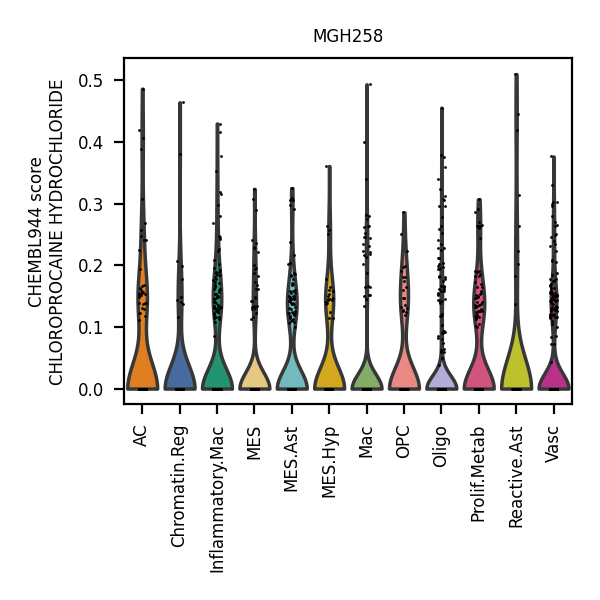 MGH258
CHEMBL944 score
CHLOROPROCAINE HYDROCHLORIDE
0.5
0.4
0.3
0.2
0.1
0.0
AC
Chromatin.Reg
Inflammatory.Mac
MES
MES.Ast
MES.Hyp
Mac
OPC
Oligo
Prolif.Metab
Reactive.Ast
Vasc